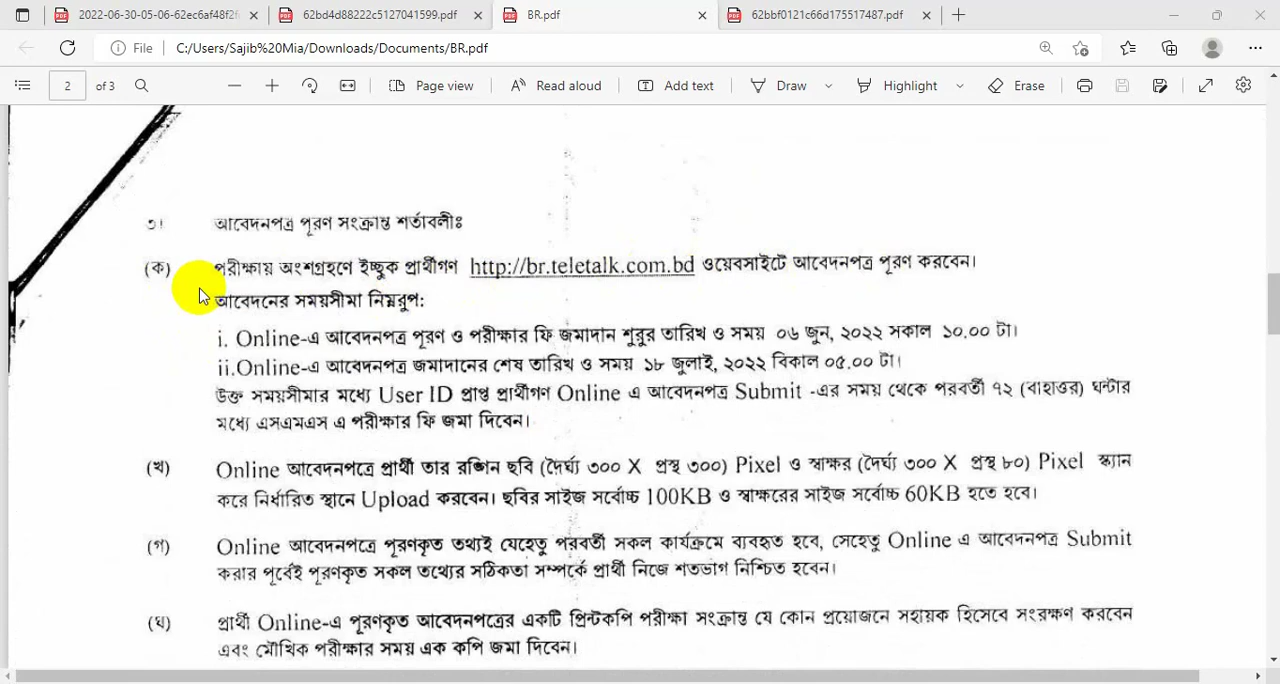 2022-06-30-05-06-62ec6af48f2f
62bd4d88222c5127041599.pdf
BR.pdf
62bbf0121c66d175517487.pdf
File C:/Users/Sajib%20Mia/Downloads/Documents/BR.pdf
2 of 3 Page view Read aloud Add text Draw Highlight Erase
৩। আবেদনপত্র পূরণ সংক্রান্ত শর্তাবলীঃ
(ক) পরীক্ষায় অংশগ্রহণে ইচ্ছুক প্রার্থীগণ http://br.teletalk.com.bd ওয়েবসাইটে আবেদনপত্র পূরণ করবেন।
আবেদনের সময়সীমা নিম্নরূপ:
i. Online-এ আবেদনপত্র পূরণ ও পরীক্ষার ফি জমাদান শুরুর তারিখ ও সময় ০৬ জুন, ২০২২ সকাল ১০.০০ টা।
ii.Online-এ আবেদনপত্র জমাদানের শেষ তারিখ ও সময় ১৮ জুলাই, ২০২২ বিকাল ০৫.০০ টা।
উক্ত সময়সীমার মধ্যে User ID প্রাপ্ত প্রার্থীগণ Online এ আবেদনপত্র Submit -এর সময় থেকে পরবর্তী ৭২ (বাহাত্তর) ঘন্টার
মধ্যে এসএমএস এ পরীক্ষার ফি জমা দিবেন।
(খ) Online আবেদনপত্রে প্রার্থী তার রঙ্গিন ছবি (দৈর্ঘ্য ৩০০ X প্রস্থ ৩০০) Pixel ও স্বাক্ষর (দৈর্ঘ্য ৩০০ X প্রস্থ ৮০) Pixel স্ক্যান
করে নির্ধারিত স্থানে Upload করবেন। ছবির সাইজ সর্বোচ্চ 100KB ও স্বাক্ষরের সাইজ সর্বোচ্চ 60KB হতে হবে।
(গ) Online আবেদনপত্রে পূরণকৃত তথ্যই যেহেতু পরবর্তী সকল কার্যক্রমে ব্যবহৃত হবে, সেহেতু Online এ আবেদনপত্র Submit
করার পূর্বেই পূরণকৃত সকল তথ্যের সঠিকতা সম্পর্কে প্রার্থী নিজে শতভাগ নিশ্চিত হবেন।
(ঘ) প্রার্থী Online-এ পূরণকৃত আবেদনপত্রের একটি প্রিন্টকপি পরীক্ষা সংক্রান্ত যে কোন প্রয়োজনে সহায়ক হিসেবে সংরক্ষণ করবেন
এবং মৌখিক পরীক্ষার সময় এক কপি জমা দিবেন।